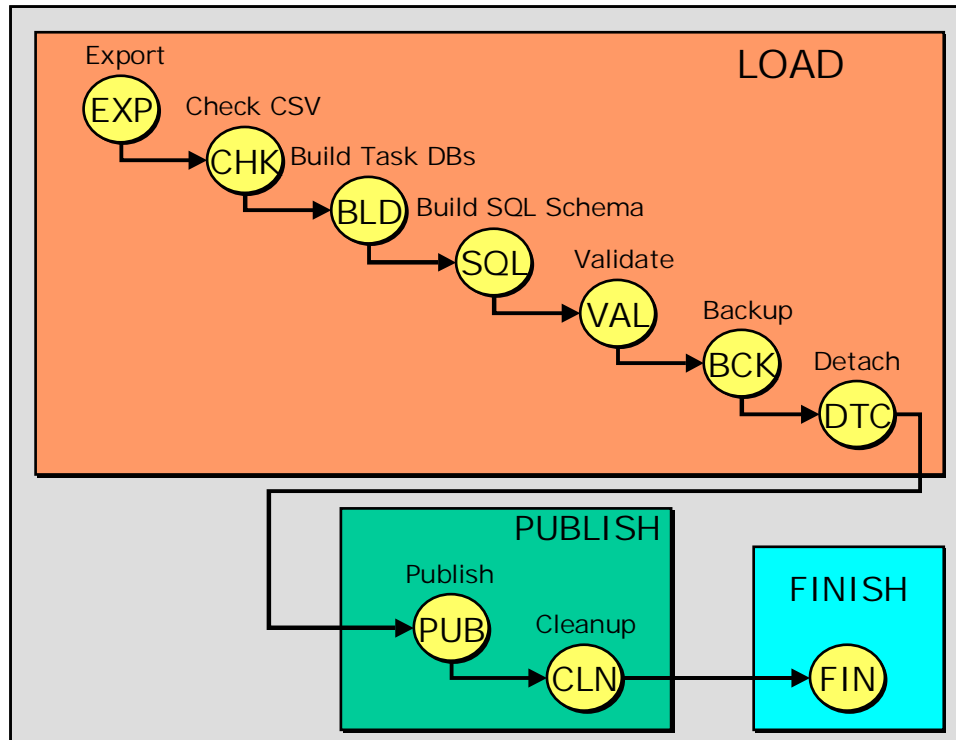 LOAD
Export
EXP
Check CSV
CHK
Build Task DBs
BLD
Build SQL Schema
SQL
Validate
VAL
Backup
BCK
Detach
DTC
PUBLISH
Publish
PUB
Cleanup
CLN
FINISH
FIN